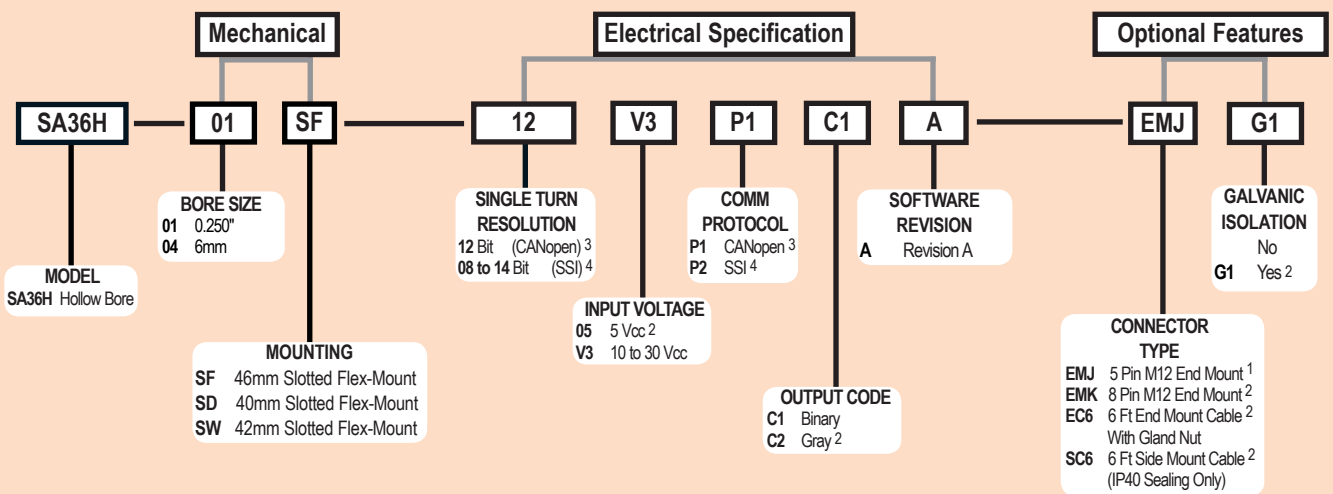 Mechanical
Electrical Specification
Optional Features
SA36H
01
SF
12
V3
P1
C1
A
EMJ
G1
MODEL
SA36H Hollow Bore
BORE SIZE
01 0.250"
04 6mm
MOUNTING
SF 46mm Slotted Flex-Mount
SD 40mm Slotted Flex-Mount
SW 42mm Slotted Flex-Mount
SINGLE TURN
RESOLUTION
12 Bit (CANopen) 3
08 to 14 Bit (SSI) 4
INPUT VOLTAGE
05 5 Vcc 2
V3 10 to 30 Vcc
COMM
PROTOCOL
P1 CANopen 3
P2 SSI 4
OUTPUT CODE
C1 Binary
C2 Gray 2
SOFTWARE
REVISION
A Revision A
CONNECTOR
TYPE
EMJ 5 Pin M12 End Mount 1
EMK 8 Pin M12 End Mount 2
EC6 6 Ft End Mount Cable 2
With Gland Nut
SC6 6 Ft Side Mount Cable 2
(IP40 Sealing Only)
GALVANIC
ISOLATION
No
G1 Yes 2